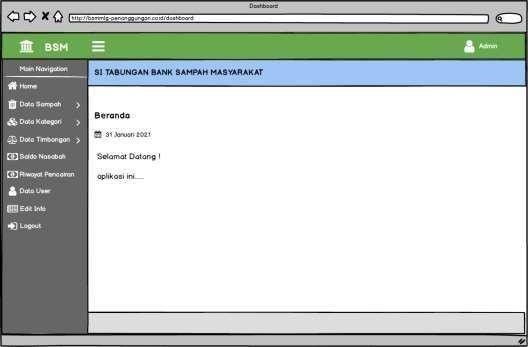 Dashboard
http://bsmmlg-penanggungan.co.id/dashboard
BSM
Admin
Main Navigation
Home
Data Sampah
Data Kategori
Data Timbangan
Saldo Nasabah
Riwayat Pencairan
Data User
Edit Info
Logout
SI TABUNGAN BANK SAMPAH MASYARAKAT
Beranda
31 Januari 2021
Selamat Datang !
aplikasi ini.....